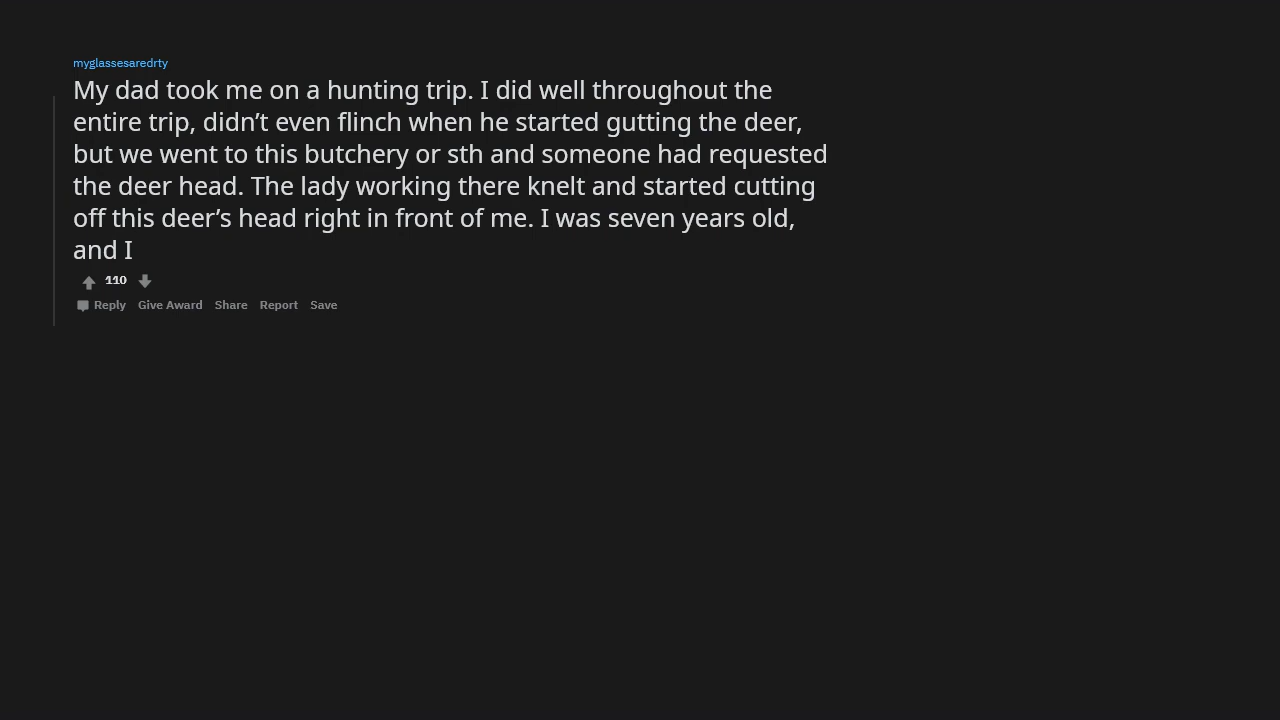 myglassesaredrty
My dad took me on a hunting trip. I did well throughout the
entire trip, didn’t even flinch when he started gutting the deer,
but we went to this butchery or sth and someone had requested
the deer head. The lady working there knelt and started cutting
off this deer’s head right in front of me. I was seven years old,
and I
110
Reply Give Award Share Report Save